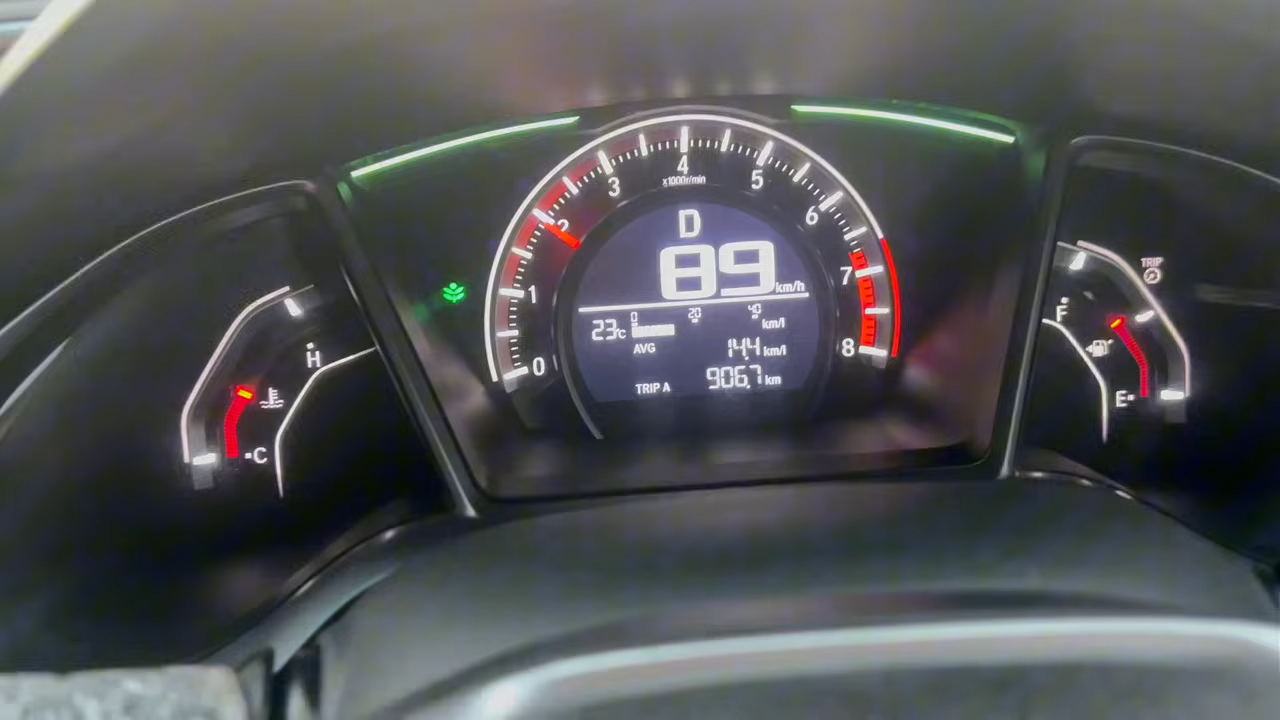 4
x1000r/min
3 5
2 6
1 7
0 8
D
89 km/h
0 20 40
23°C km/l
AVG 14.4 km/l
TRIP A 906.7 km
H
C
TRIP
F
E